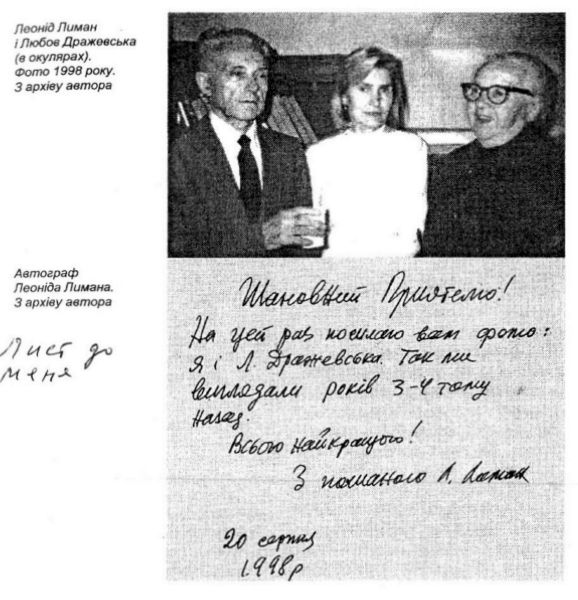 Леонід Лиман
і Любов Дражевська
(в окулярах).
Фото 1998 року.
З архіву автора
Автограф
Леоніда Лимана.
З архіву автора
Лист до
мене
Шановний Приятелю!
На цей раз посилаю вам фото:
я і Л. Дражевська. Так ми
виглядали років 3-4 тому
назад.
Всього найкращого!
З пошаною Л. Лиман
20 серпня
1998 р